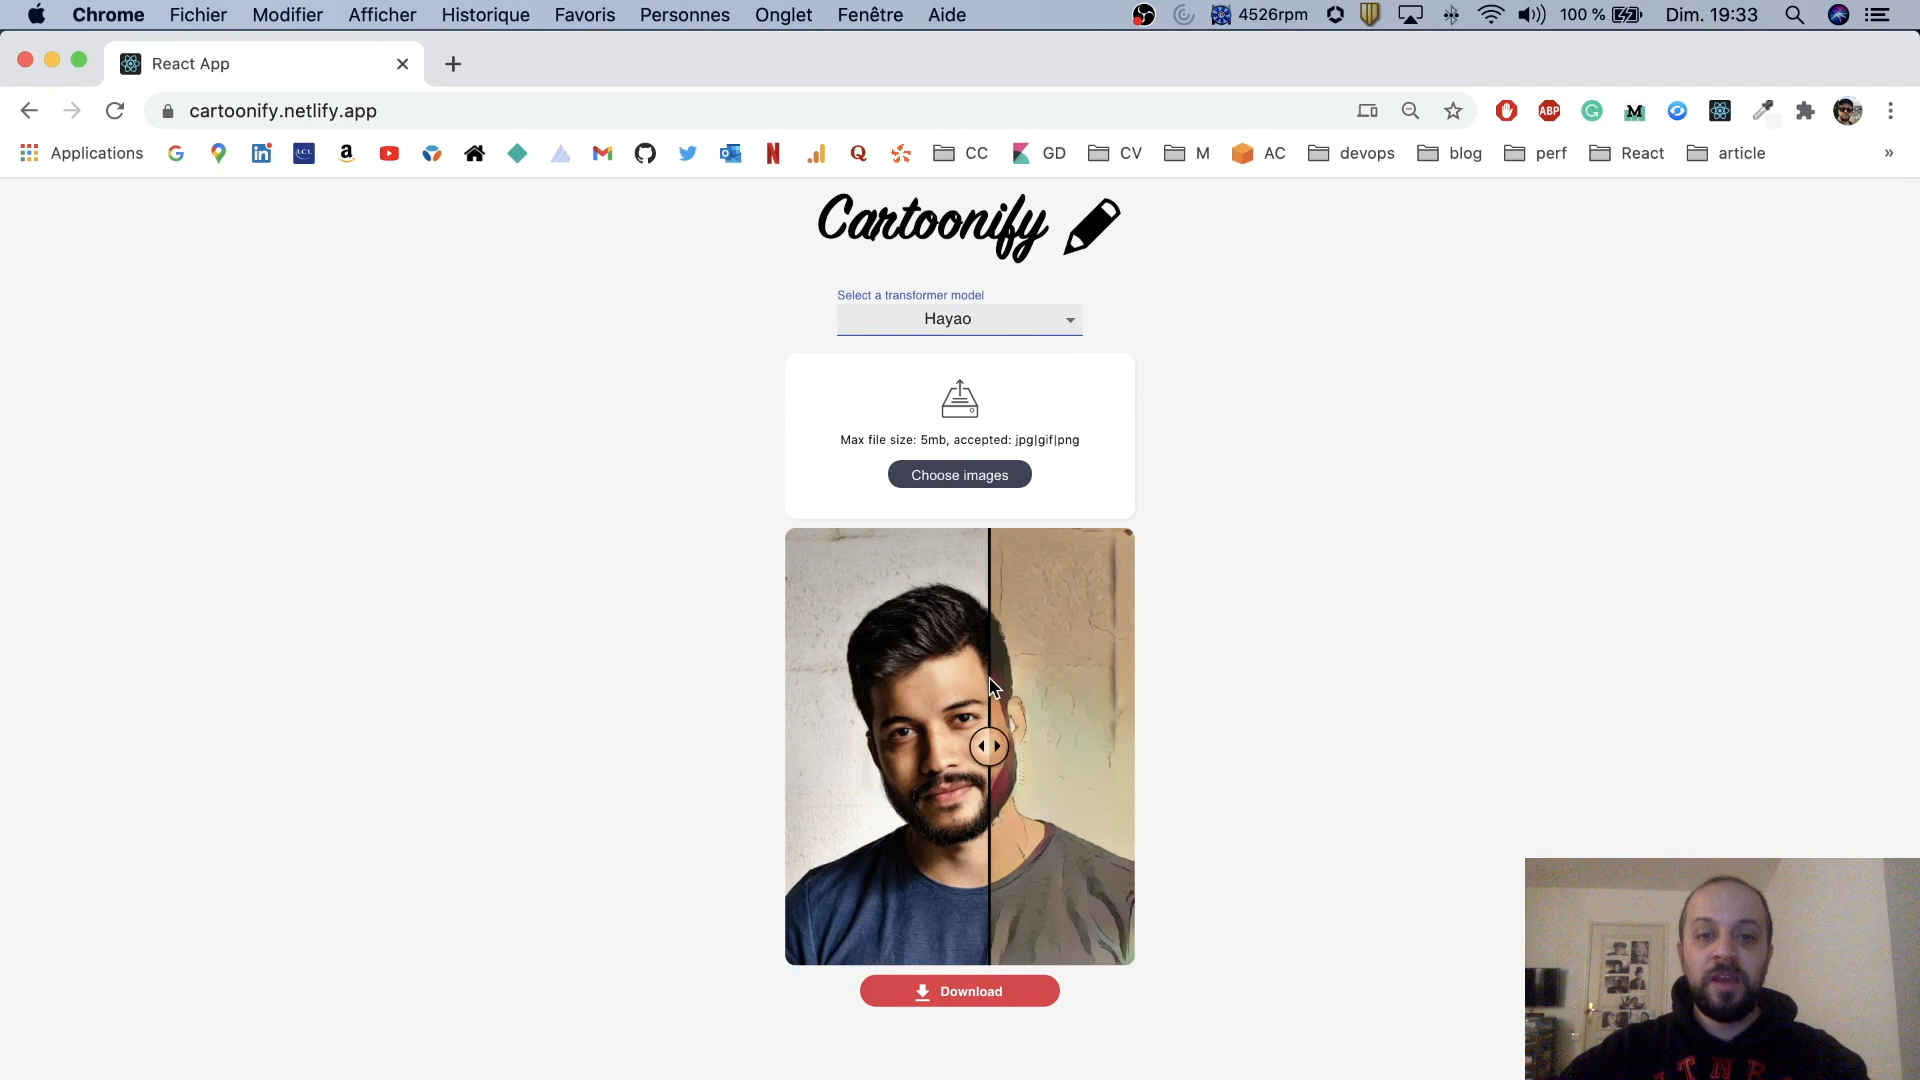 Chrome Fichier Modifier Afficher Historique Favoris Personnes Onglet Fenêtre Aide 4526rpm 100 % Dim. 19:33
React App
cartoonify.netlify.app
ABP
Applications LCL CC GD CV M AC devops blog perf React article »
Cartoonify
Select a transformer model
Hayao
Max file size: 5mb, accepted: jpg|gif|png
Choose images
Download